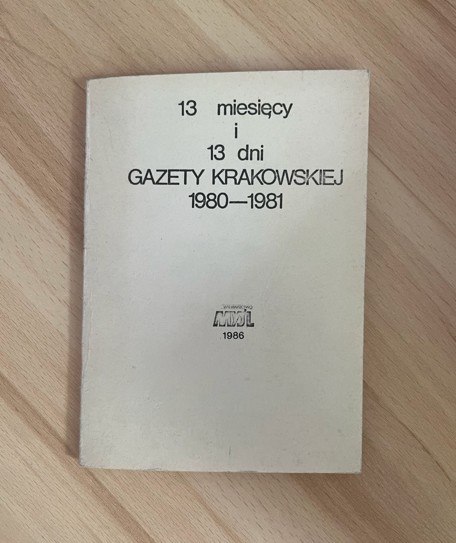 13 miesięcy
i
13 dni
GAZETY KRAKOWSKIEJ
1980—1981
1986